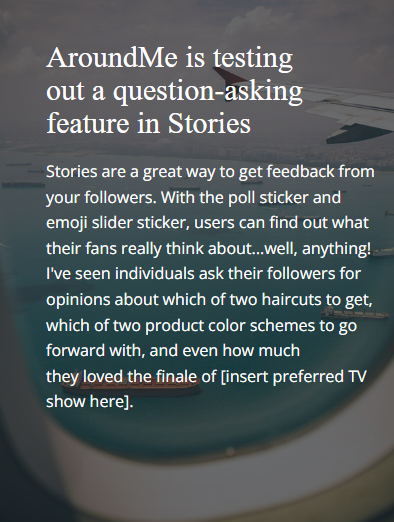 AroundMe is testing
out a question-asking
feature in Stories
Stories are a great way to get feedback from
your followers. With the poll sticker and
emoji slider sticker, users can find out what
their fans really think about...well, anything!
I've seen individuals ask their followers for
opinions about which of two haircuts to get,
which of two product color schemes to go
forward with, and even how much
they loved the finale of [insert preferred TV
show here].